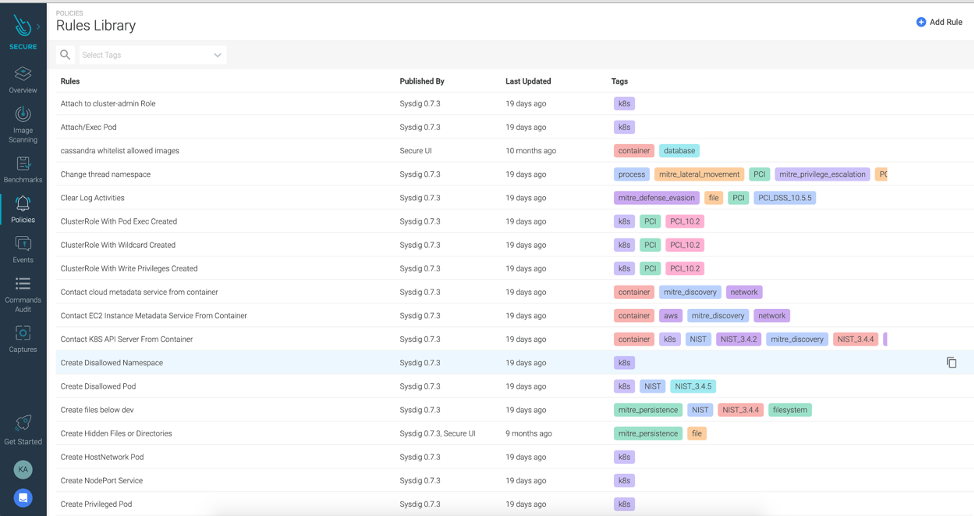 POLICIES
Rules Library
Add Rule
SECURE
Overview
Image
Scanning
Benchmarks
Policies
Events
Commands
Audit
Captures
Get Started
KA
Select Tags
Rules Published By Last Updated Tags
Attach to cluster-admin Role Sysdig 0.7.3 19 days ago k8s
Attach/Exec Pod Sysdig 0.7.3 19 days ago k8s
cassandra whitelist allowed images Secure UI 10 months ago container database
Change thread namespace Sysdig 0.7.3 19 days ago process mitre_lateral_movement PCI mitre_privilege_escalation PC
Clear Log Activities Sysdig 0.7.3 19 days ago mitre_defense_evasion file PCI PCI_DSS_10.5.5
ClusterRole With Pod Exec Created Sysdig 0.7.3 19 days ago k8s PCI PCI_10.2
ClusterRole With Wildcard Created Sysdig 0.7.3 19 days ago k8s PCI PCI_10.2
ClusterRole With Write Privileges Created Sysdig 0.7.3 19 days ago k8s PCI PCI_10.2
Contact cloud metadata service from container Sysdig 0.7.3 19 days ago container mitre_discovery network
Contact EC2 Instance Metadata Service From Container Sysdig 0.7.3 19 days ago container aws mitre_discovery network
Contact K8S API Server From Container Sysdig 0.7.3 19 days ago container k8s NIST NIST_3.4.2 mitre_discovery NIST_3.4.4
Create Disallowed Namespace Sysdig 0.7.3 19 days ago k8s
Create Disallowed Pod Sysdig 0.7.3 19 days ago k8s NIST NIST_3.4.5
Create files below dev Sysdig 0.7.3 19 days ago mitre_persistence NIST NIST_3.4.4 filesystem
Create Hidden Files or Directories Sysdig 0.7.3, Secure UI 9 months ago mitre_persistence file
Create HostNetwork Pod Sysdig 0.7.3 19 days ago k8s
Create NodePort Service Sysdig 0.7.3 19 days ago k8s
Create Privileged Pod Sysdig 0.7.3 19 days ago k8s